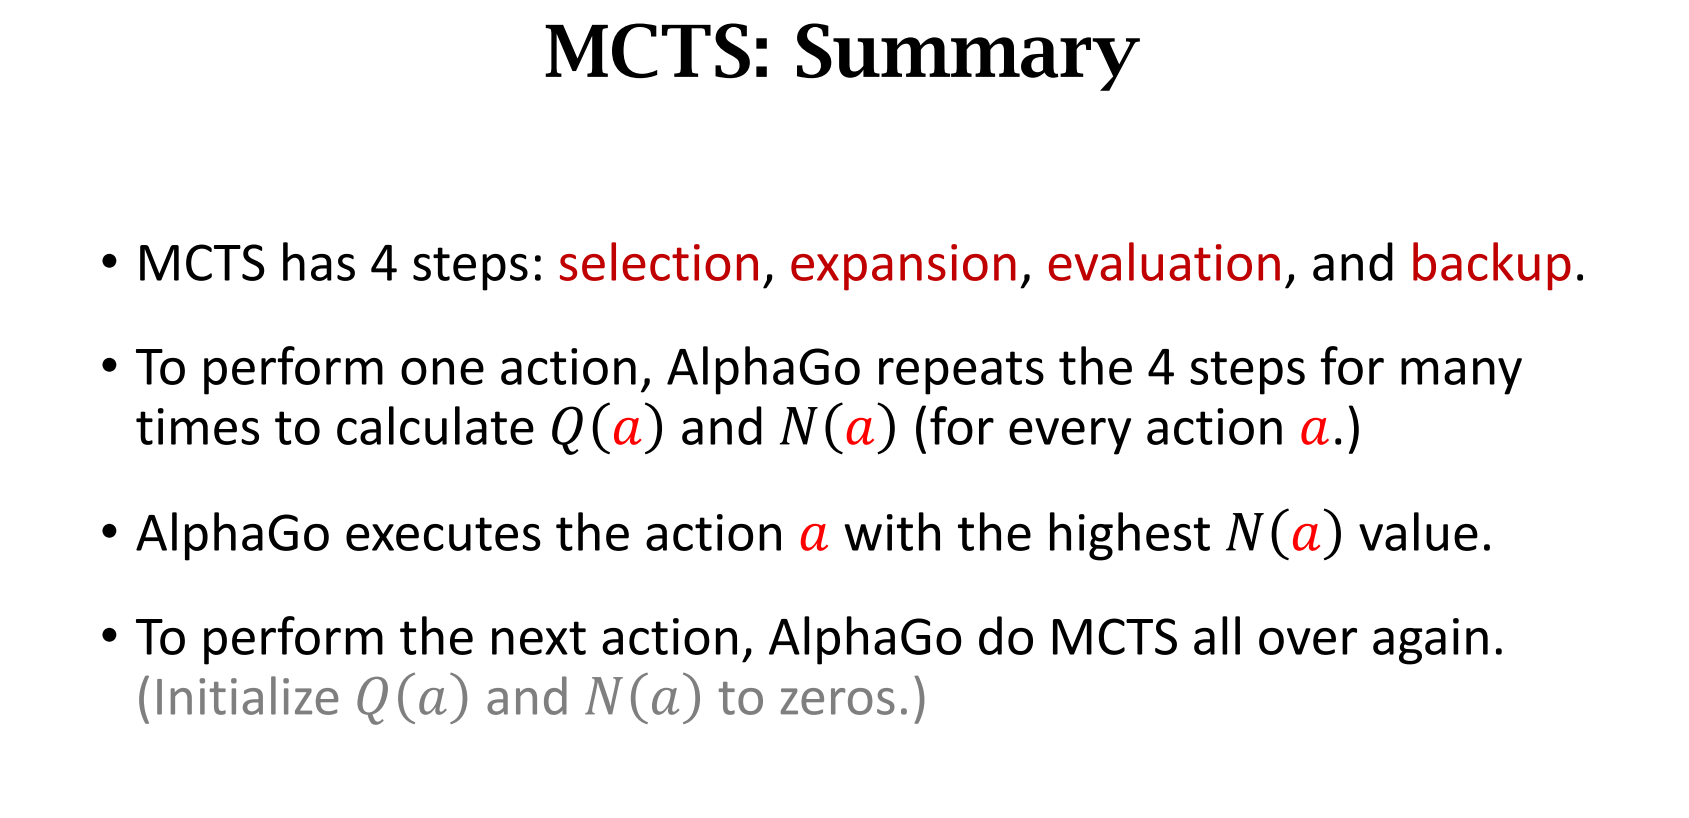 MCTS: Summary
• MCTS has 4 steps: selection, expansion, evaluation, and backup.
• To perform one action, AlphaGo repeats the 4 steps for many
times to calculate Q(a) and N(a) (for every action a.)
• AlphaGo executes the action a with the highest N(a) value.
• To perform the next action, AlphaGo do MCTS all over again.
(Initialize Q(a) and N(a) to zeros.)